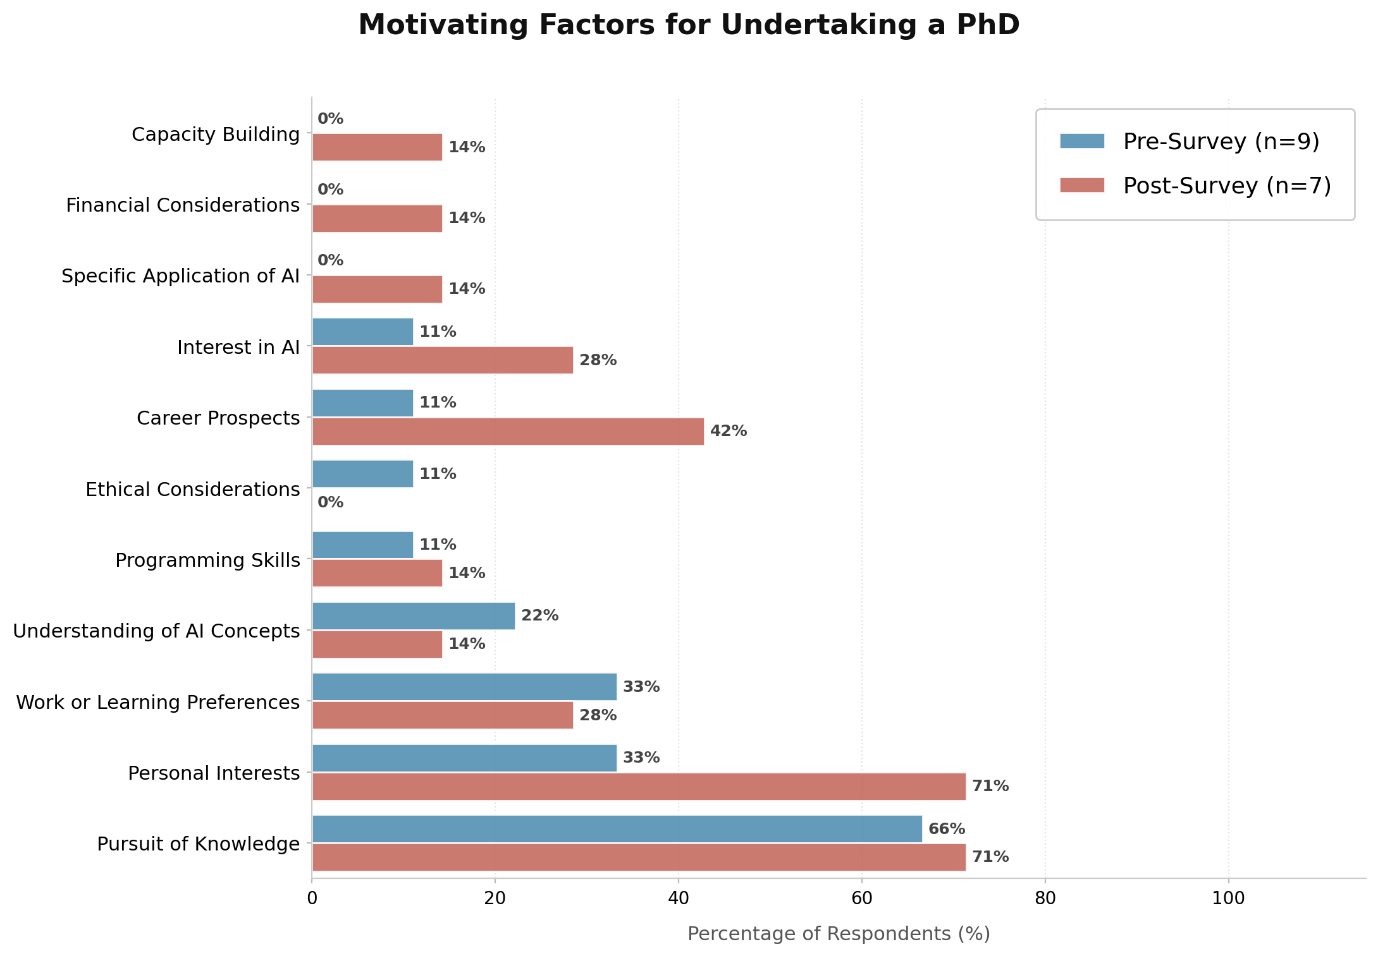 Motivating Factors for Undertaking a PhD
Pre-Survey (n=9)
Post-Survey (n=7)
Capacity Building
0%
14%
Financial Considerations
0%
14%
Specific Application of AI
0%
14%
Interest in AI
11%
28%
Career Prospects
11%
42%
Ethical Considerations
11%
0%
Programming Skills
11%
14%
Understanding of AI Concepts
22%
14%
Work or Learning Preferences
33%
28%
Personal Interests
33%
71%
Pursuit of Knowledge
66%
71%
0 20 40 60 80 100
Percentage of Respondents (%)